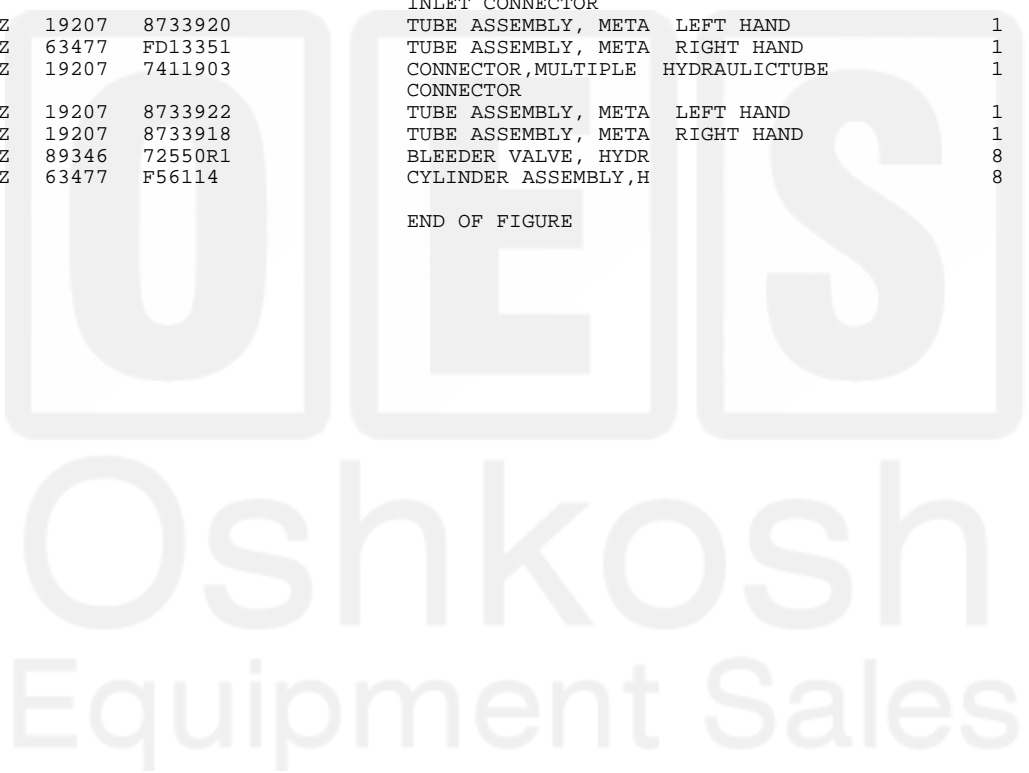 INLET CONNECTOR
Z 19207 8733920 TUBE ASSEMBLY, META LEFT HAND 1
Z 63477 FD13351 TUBE ASSEMBLY, META RIGHT HAND 1
Z 19207 7411903 CONNECTOR,MULTIPLE HYDRAULICTUBE 1
CONNECTOR
Z 19207 8733922 TUBE ASSEMBLY, META LEFT HAND 1
Z 19207 8733918 TUBE ASSEMBLY, META RIGHT HAND 1
Z 89346 72550R1 BLEEDER VALVE, HYDR 8
Z 63477 F56114 CYLINDER ASSEMBLY,H 8
END OF FIGURE
OES
Oshkosh
Equipment Sales